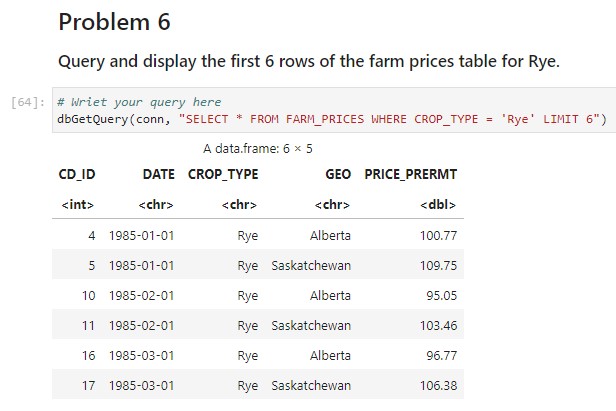 Problem 6
Query and display the first 6 rows of the farm prices table for Rye.
[64]: # Wriet your query here
dbGetQuery(conn, "SELECT * FROM FARM_PRICES WHERE CROP_TYPE = 'Rye' LIMIT 6")
A data.frame: 6 × 5
CD_ID DATE CROP_TYPE GEO PRICE_PRERMT
<int> <chr> <chr> <chr> <dbl>
4 1985-01-01 Rye Alberta 100.77
5 1985-01-01 Rye Saskatchewan 109.75
10 1985-02-01 Rye Alberta 95.05
11 1985-02-01 Rye Saskatchewan 103.46
16 1985-03-01 Rye Alberta 96.77
17 1985-03-01 Rye Saskatchewan 106.38